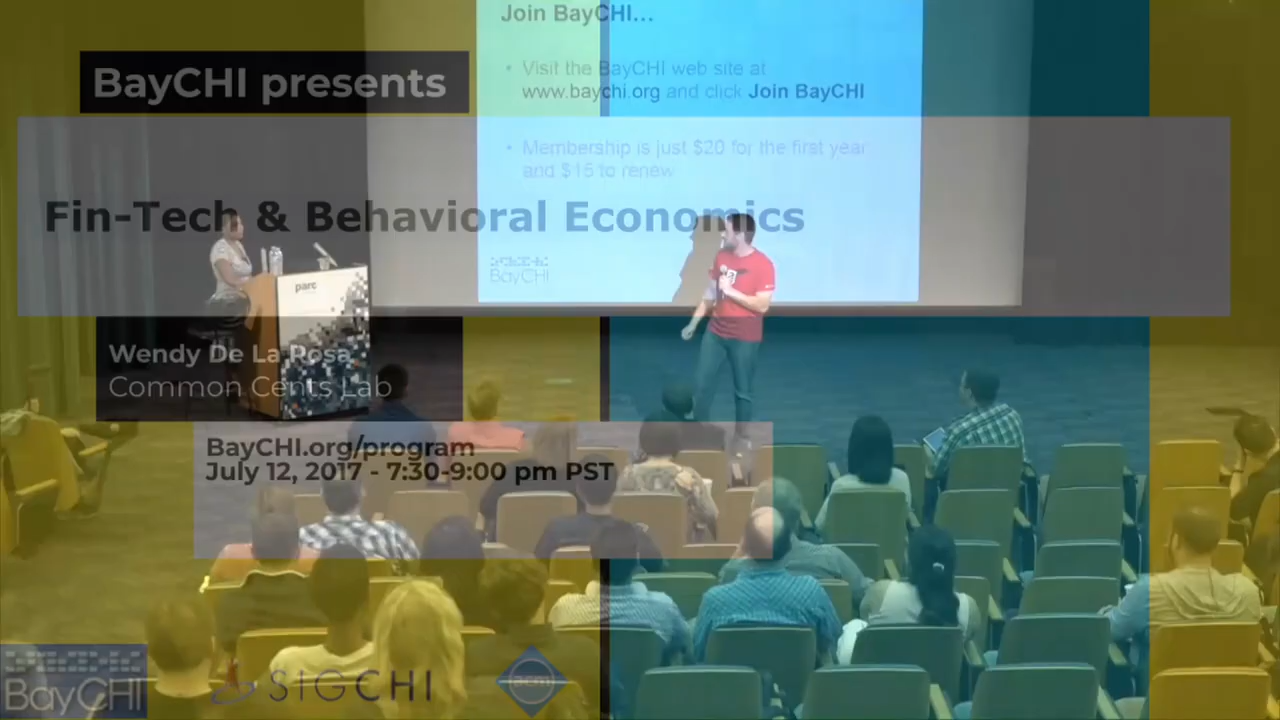 Join BayCHI...
BayCHI presents
• Visit the BayCHI web site at
www.baychi.org and click Join BayCHI
• Membership is just $20 for the first year
and $15 to renew
Fin-Tech & Behavioral Economics
BayCHI
parc
Wendy De La Rosa
Common Cents Lab
BayCHI.org/program
July 12, 2017 - 7:30-9:00 pm PST
BayCHI
SIGCHI
acm